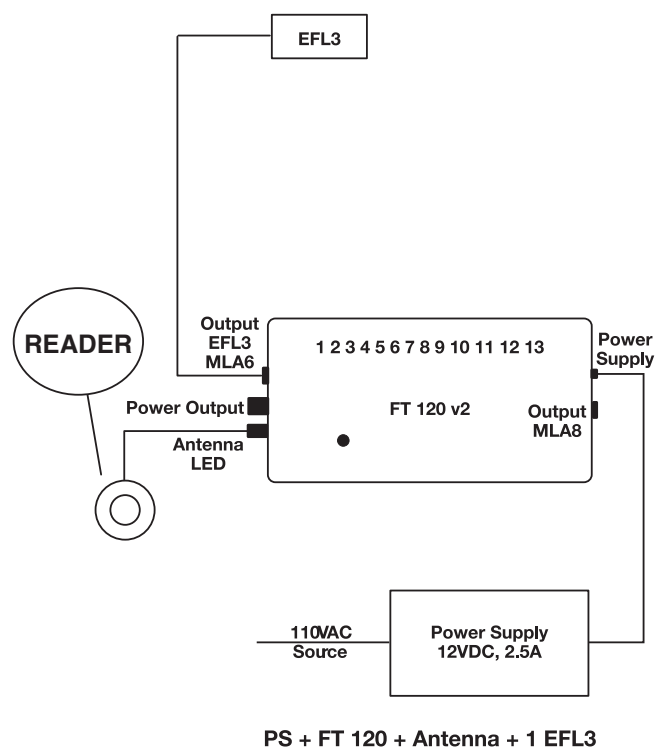 EFL3
READER
Output
EFL3
MLA6
Power Output
Antenna
LED
1 2 3 4 5 6 7 8 9 10 11 12 13
FT 120 v2
Power
Supply
Output
MLA8
110VAC
Source
Power Supply
12VDC, 2.5A
PS + FT 120 + Antenna + 1 EFL3